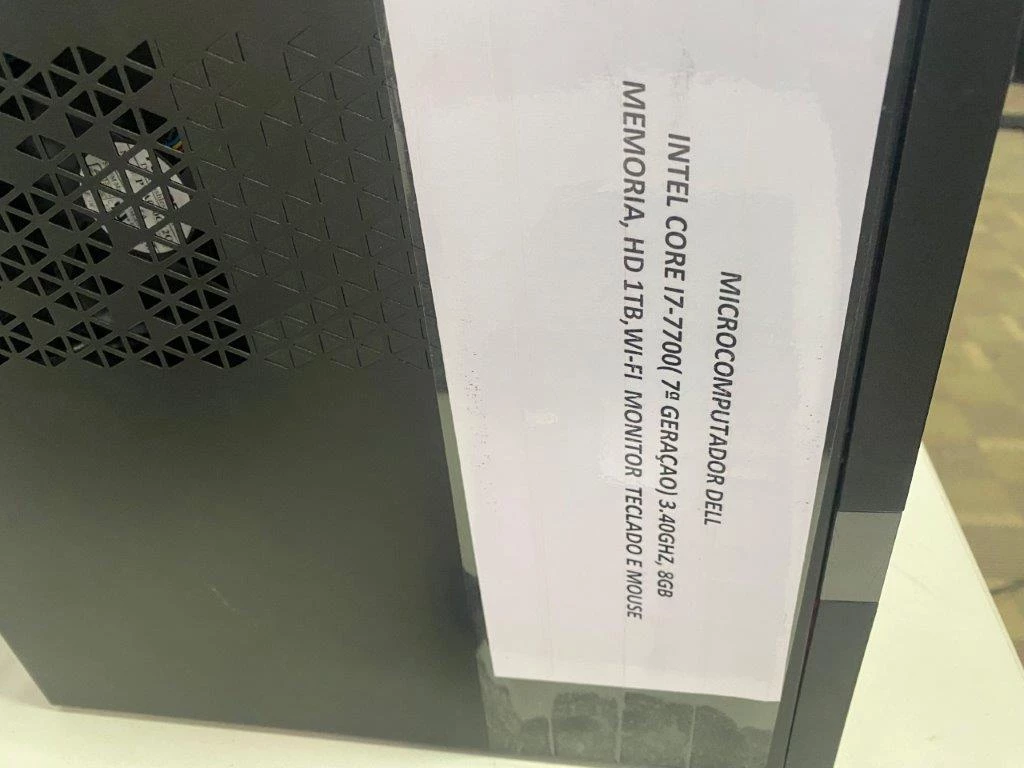 MICROCOMPUTADOR DELL
INTEL CORE I7-7700( 7ª GERAÇAO) 3.40GHZ, 8GB
MEMORIA, HD 1TB,WI-FI MONITOR TECLADO E MOUSE